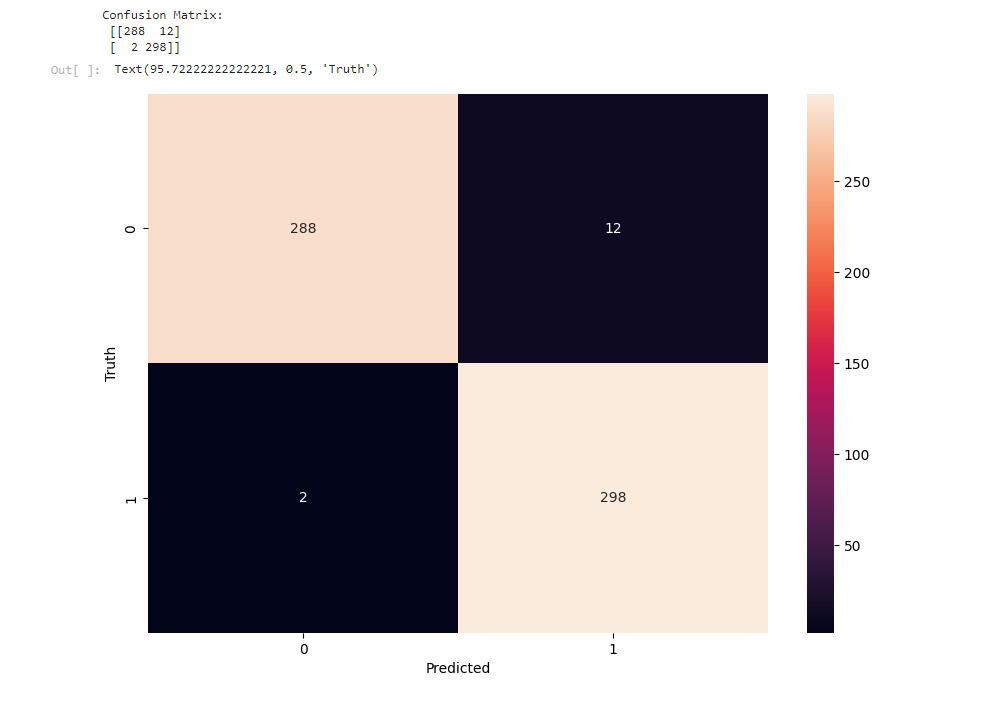 Confusion Matrix:
[[288  12]
[  2 298]]
Out[ ]: Text(95.72222222222221, 0.5, 'Truth')
288
12
2
298
0
1
Truth
0
1
Predicted
250
200
150
100
50